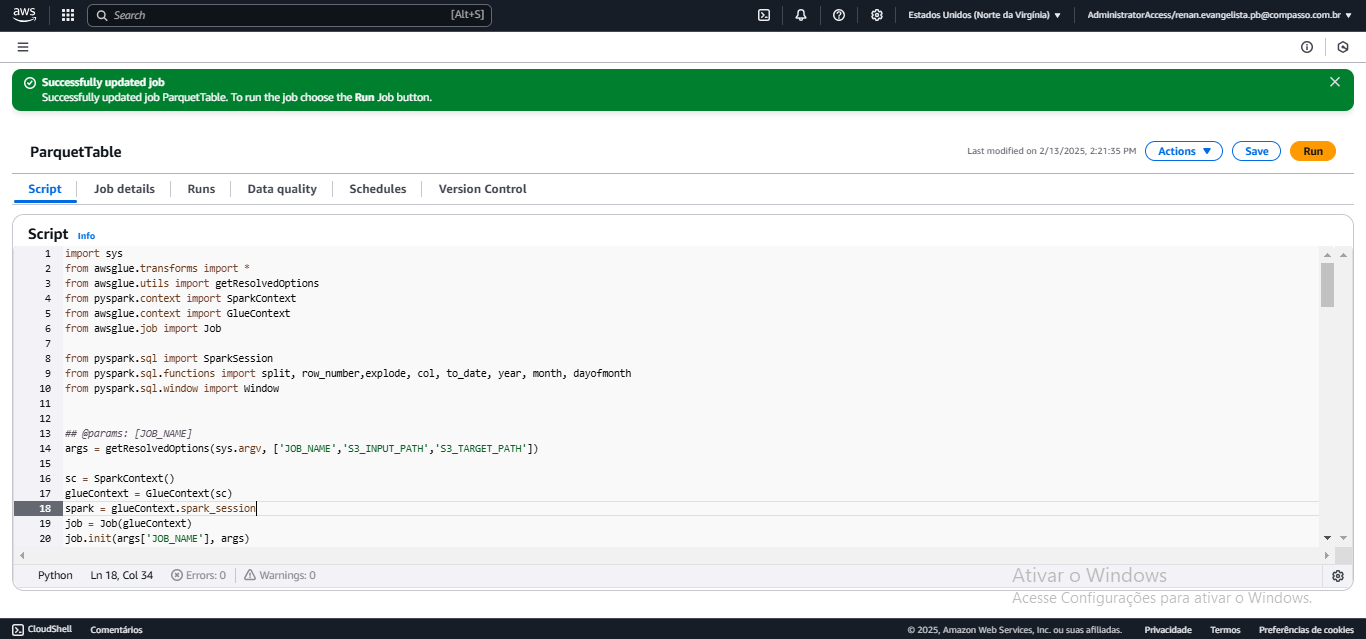 aws Search [Alt+S] Estados Unidos (Norte da Virgínia) AdministratorAccess/renan.evangelista.pb@compasso.com.br
Successfully updated job
Successfully updated job ParquetTable. To run the job choose the Run Job button.
ParquetTable Last modified on 2/13/2025, 2:21:35 PM Actions Save Run
Script Job details Runs Data quality Schedules Version Control
Script Info
1 import sys
2 from awsglue.transforms import *
3 from awsglue.utils import getResolvedOptions
4 from pyspark.context import SparkContext
5 from awsglue.context import GlueContext
6 from awsglue.job import Job
7
8 from pyspark.sql import SparkSession
9 from pyspark.sql.functions import split, row_number,explode, col, to_date, year, month, dayofmonth
10 from pyspark.sql.window import Window
11
12
13 ## @params: [JOB_NAME]
14 args = getResolvedOptions(sys.argv, ['JOB_NAME','S3_INPUT_PATH','S3_TARGET_PATH'])
15
16 sc = SparkContext()
17 glueContext = GlueContext(sc)
18 spark = glueContext.spark_session
19 job = Job(glueContext)
20 job.init(args['JOB_NAME'], args)
Python Ln 18, Col 34 Errors: 0 Warnings: 0
Ativar o Windows
Acesse Configurações para ativar o Windows.
CloudShell Comentários © 2025, Amazon Web Services, Inc. ou suas afiliadas. Privacidade Termos Preferências de cookies